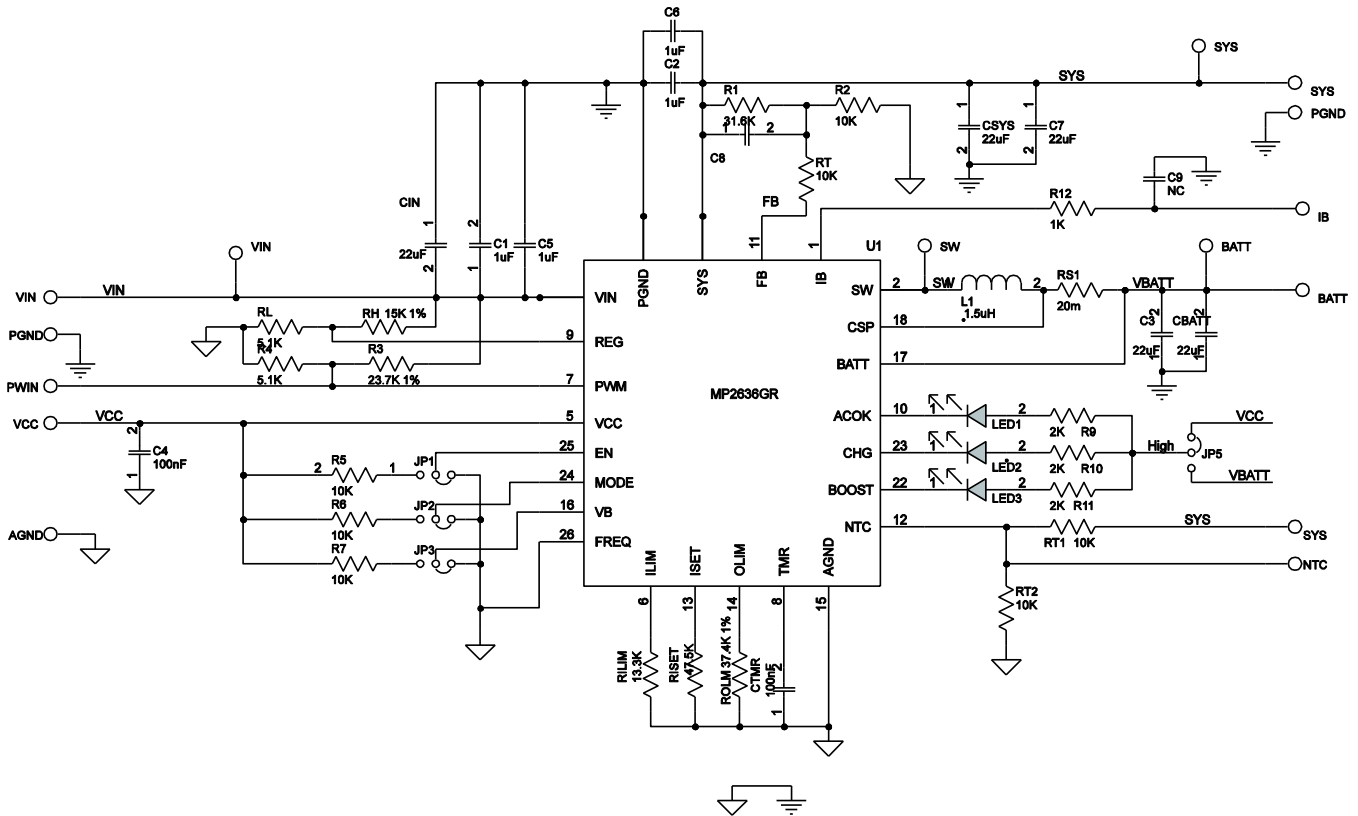 C6
1uF
C2
1uF
SYS
SYS
SYS
R1
31.6K
R2
10K
1
2
C8
1
CSYS
22uF
2
1
C7
22uF
2
PGND
RT
10K
FB
C9
NC
R12
1K
IB
CIN
1
22uF
2
2
C1
1uF
1
C5
1uF
11
1
U1
VIN
VIN
VIN
PGND
SYS
FB
IB
VIN
SW
2
SW
SW
L1
1.5uH
2
RS1
20m
VBATT
BATT
BATT
RL
5.1K
RH 15K 1%
9
REG
CSP
18
C3
22uF
2
1
CBATT
22uF
2
1
PGND
R4
5.1K
R3
23.7K 1%
BATT
17
PWIN
7
PWM
MP2636GR
VCC
VCC
5
VCC
ACOK
10
1
LED1
2
2K
R9
VCC
2
C4
100nF
1
25
EN
CHG
23
1
LED2
2
2K
R10
High
JP5
VBATT
2
R5
10K
1
JP1
24
MODE
BOOST
22
1
LED3
2
2K
R11
R6
10K
JP2
16
VB
NTC
12
RT1
10K
SYS
SYS
AGND
R7
10K
JP3
26
FREQ
NTC
ILIM
ISET
OLIM
TMR
AGND
6
13
14
8
15
RT2
10K
RILIM
13.3K
RISET
47.5K
ROLM 37.4K 1%
CTMR
100nF
2
1